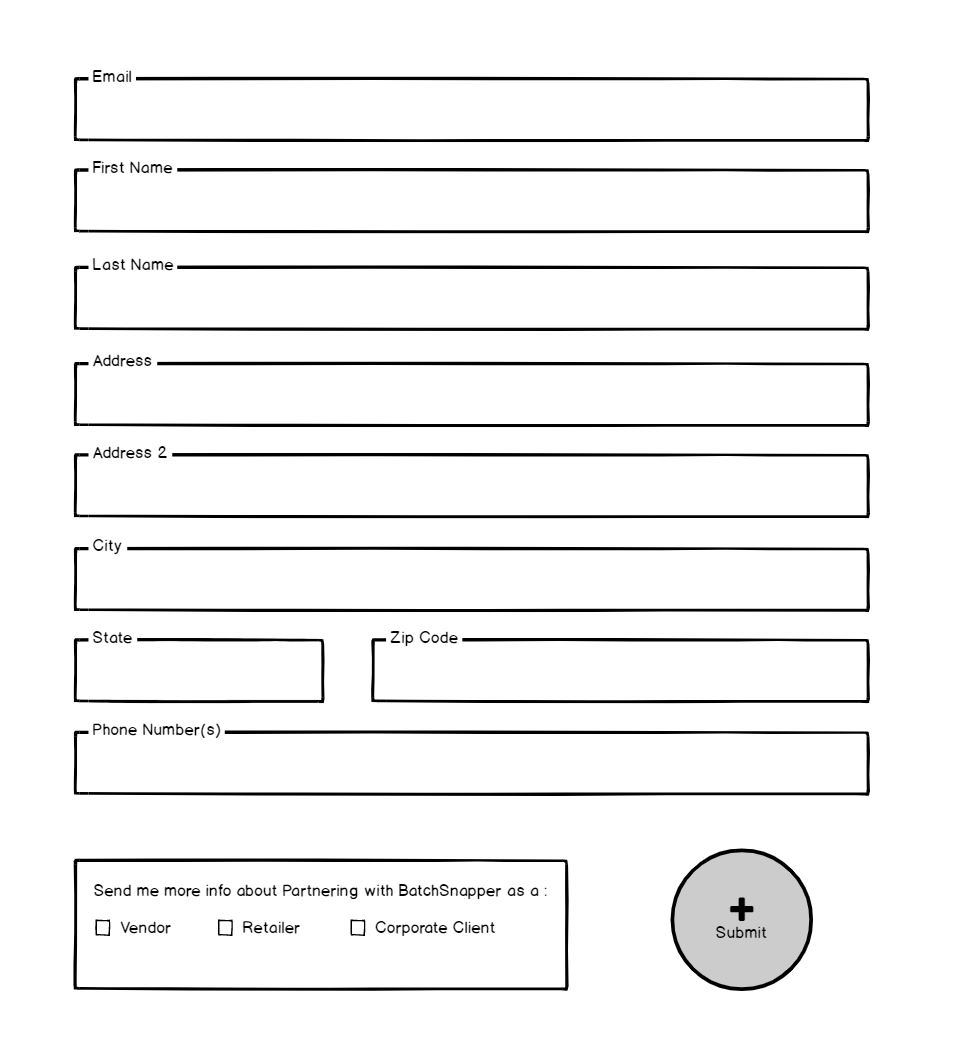 Email
First Name
Last Name
Address
Address 2
City
State Zip Code
Phone Number(s)
Send me more info about Partnering with BatchSnapper as a :
Vendor Retailer Corporate Client
Submit